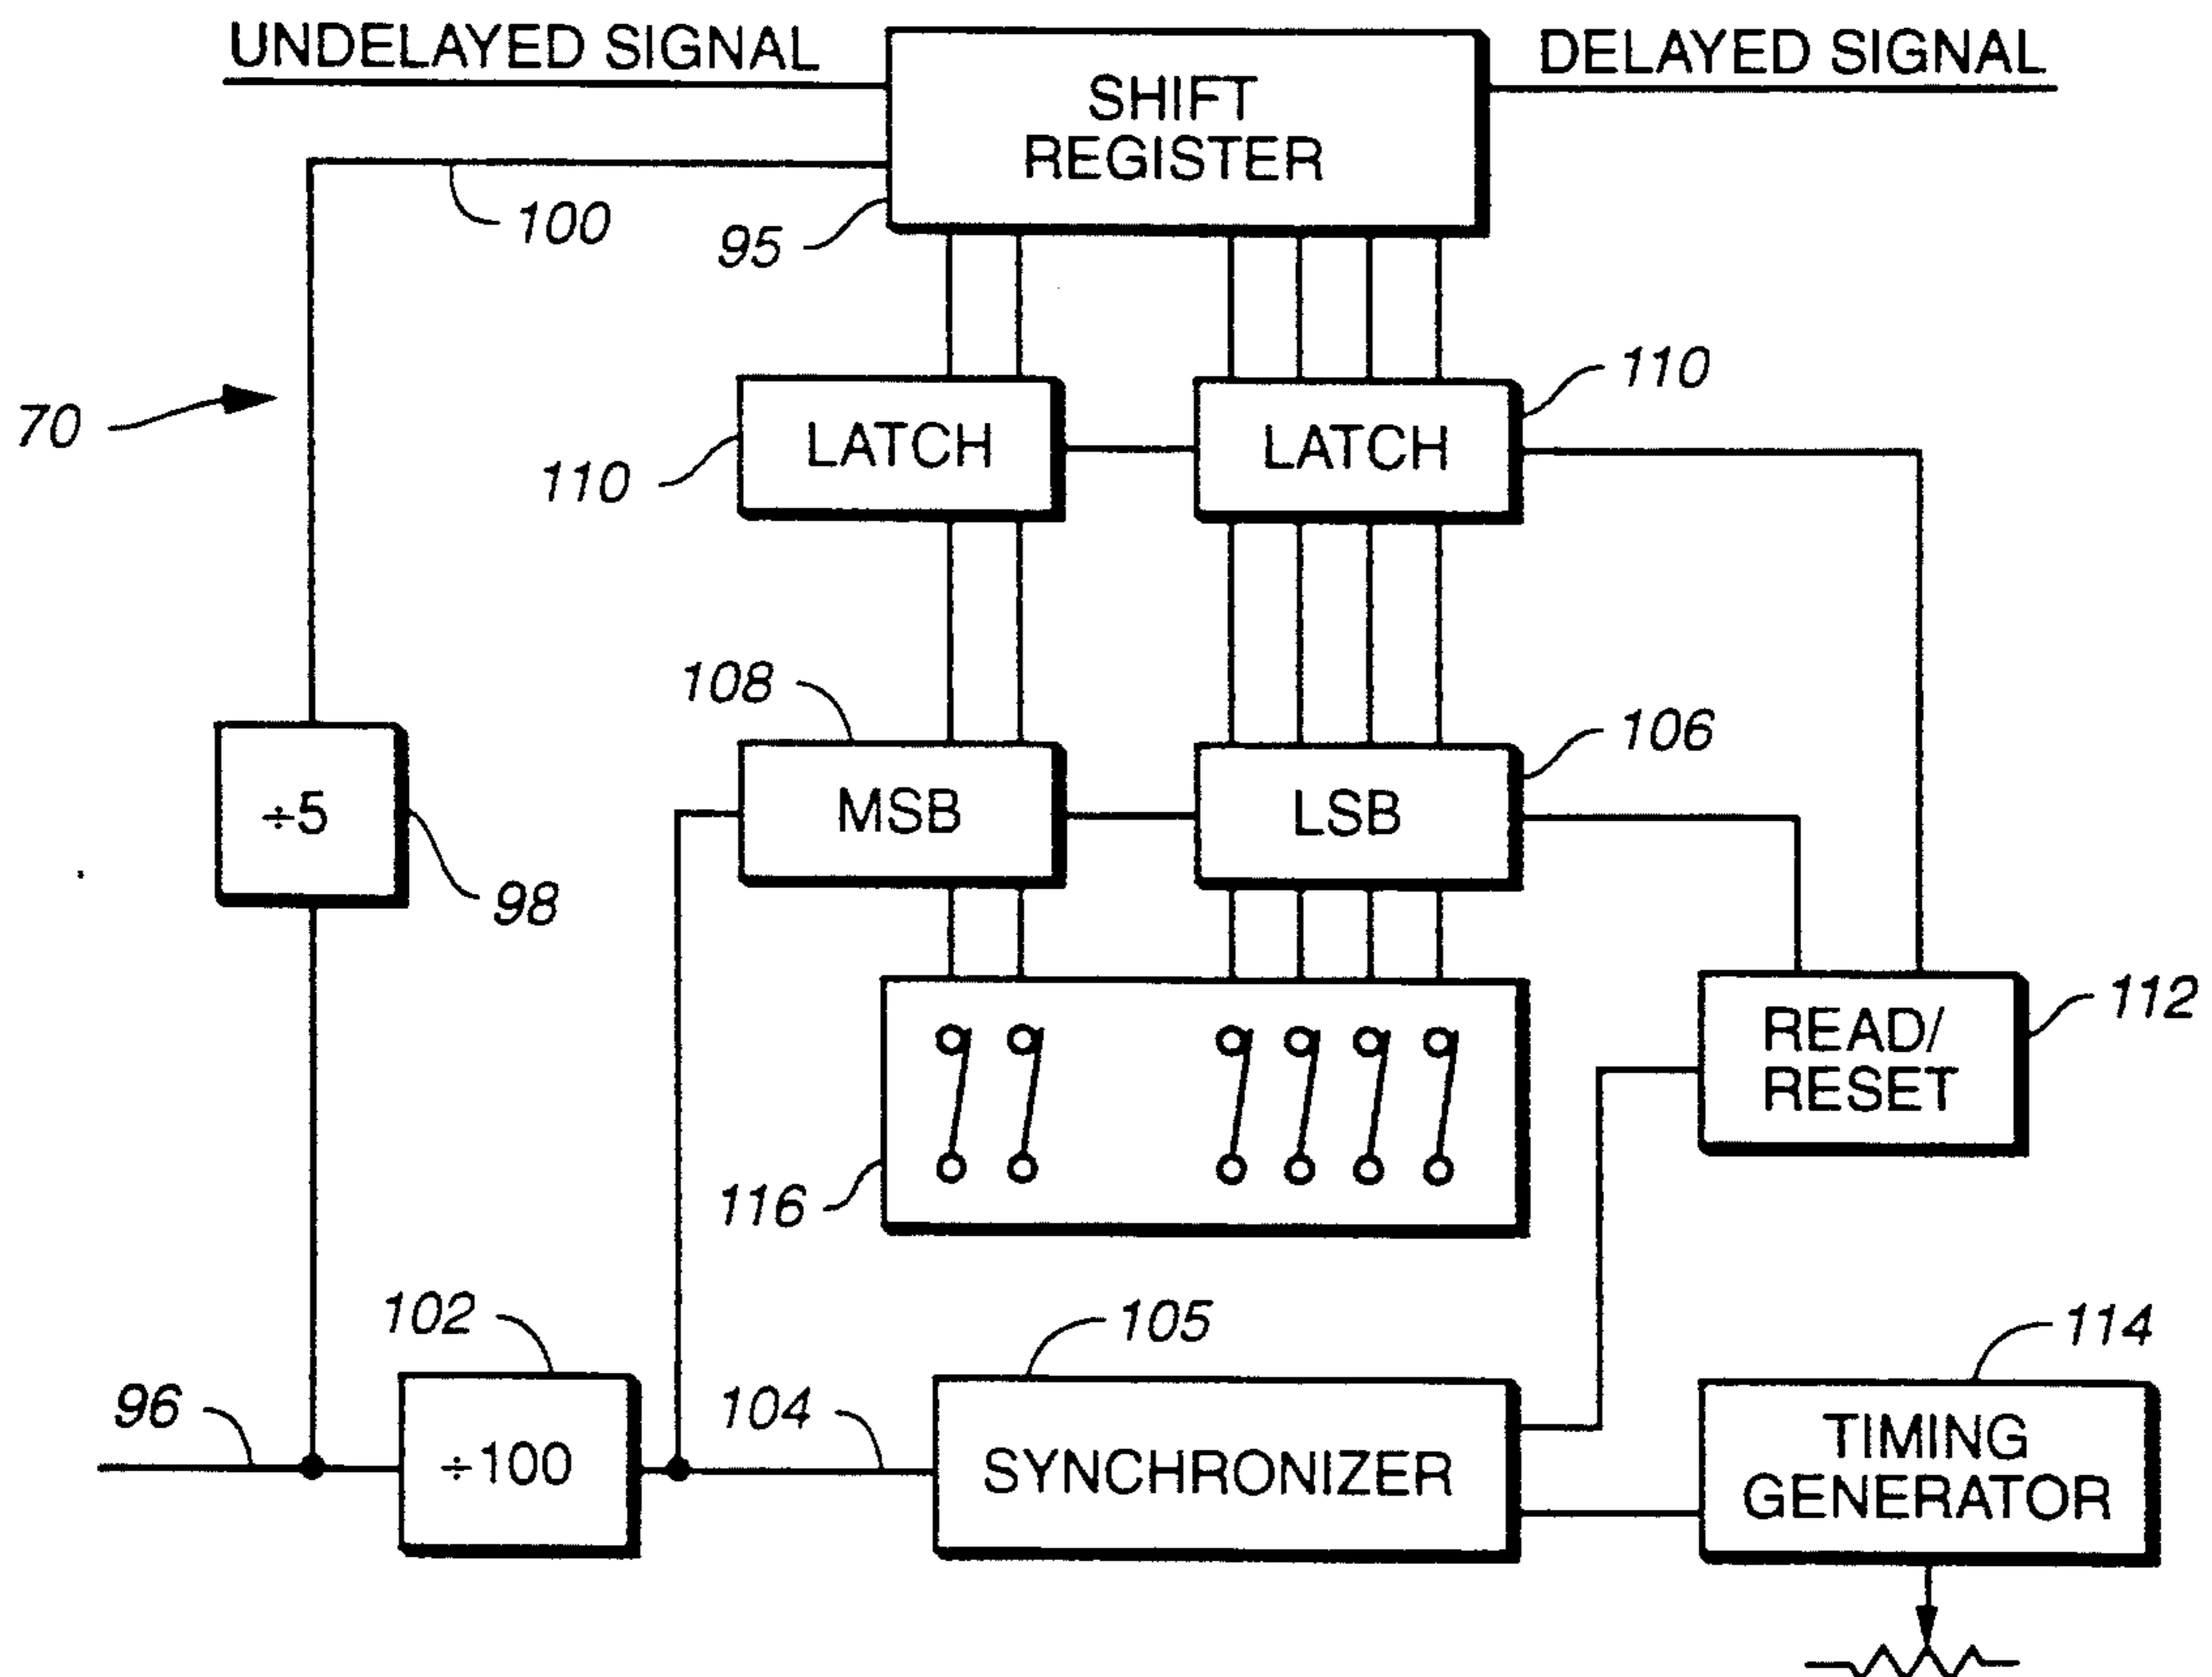 UNDELAYED SIGNAL
DELAYED SIGNAL
SHIFT
REGISTER
100
95
110
70
LATCH
LATCH
110
108
106
÷5
MSB
LSB
98
112
READ/
RESET
116
102
105
114
96
104
÷100
SYNCHRONIZER
TIMING
GENERATOR